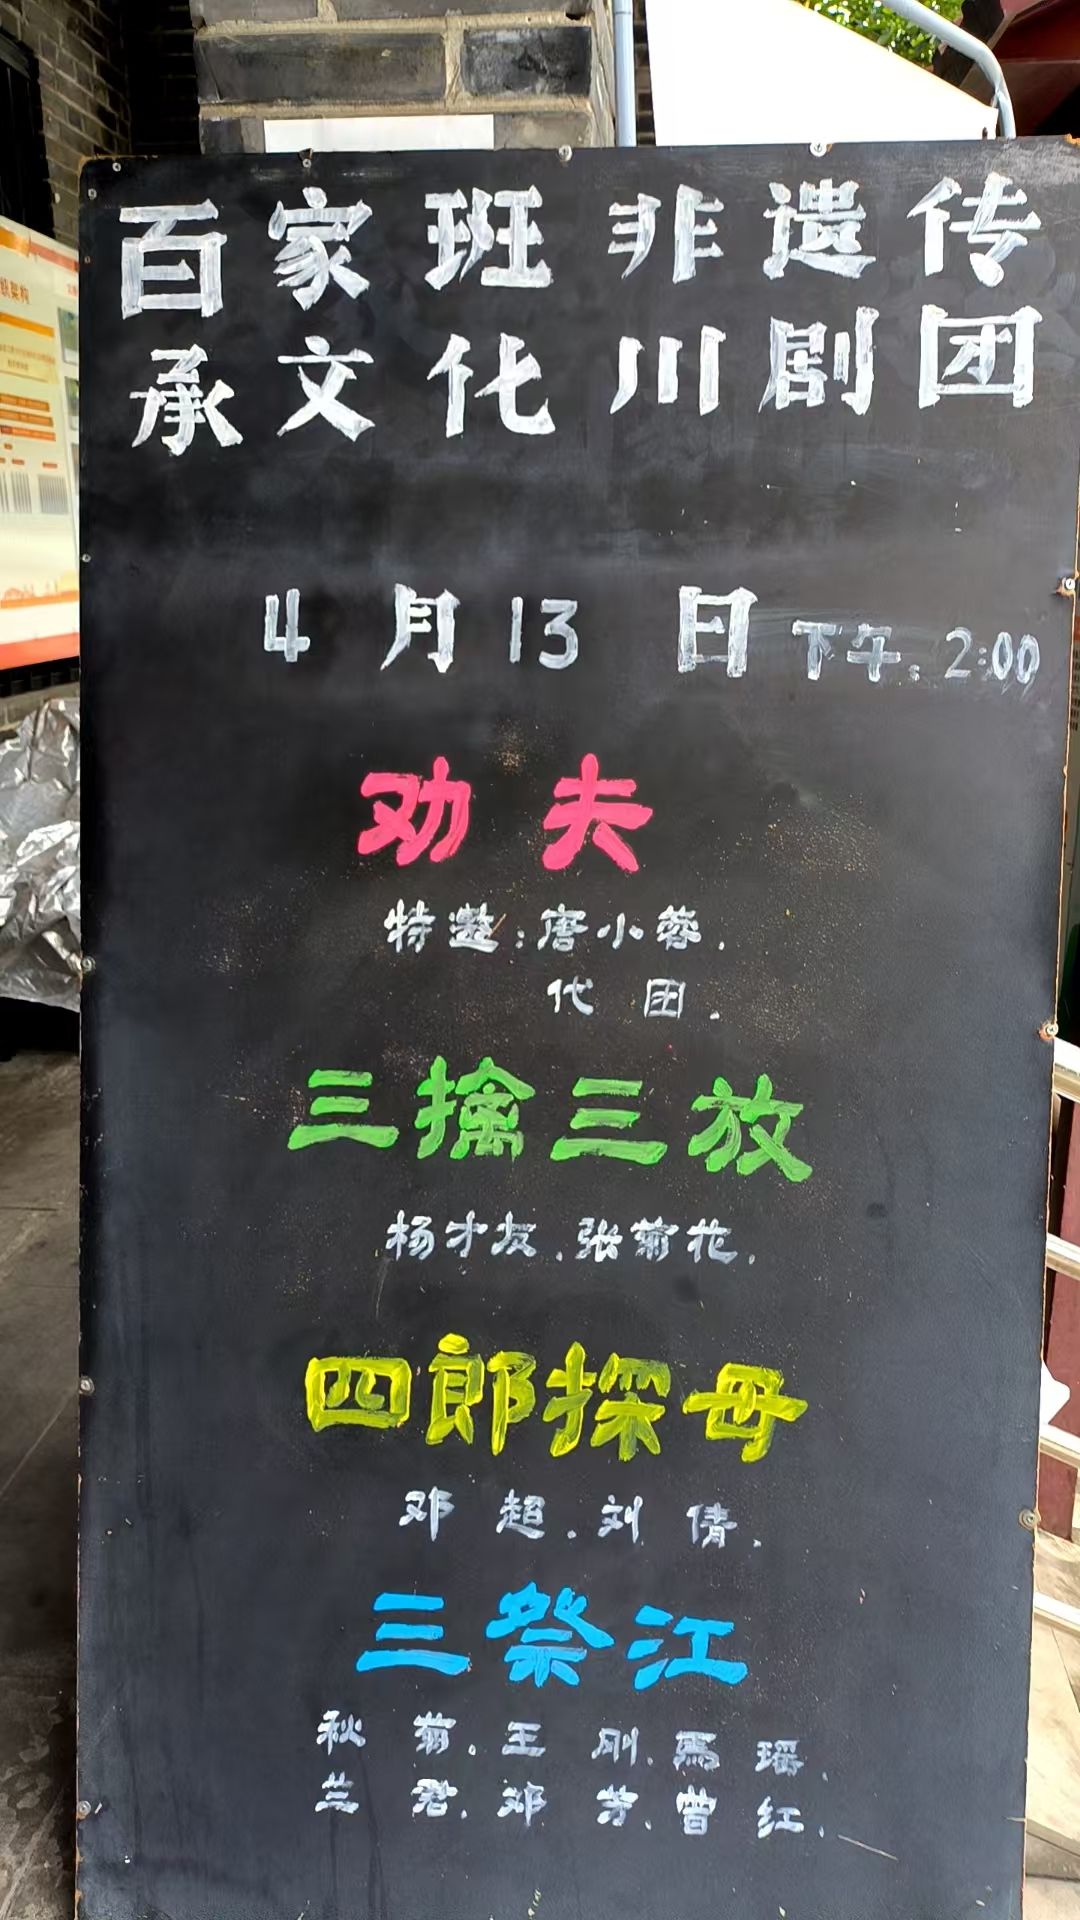 百家班非遗传
承文化川剧团
4月13日下午:2:00
劝夫
特邀:唐小蓉.
代团.
三擒三放
杨才友.张菊花.
四郎探母
邓超.刘倩.
三祭江
秋菊.王刚.馬瑶.
兰君.邓芳.曾红.